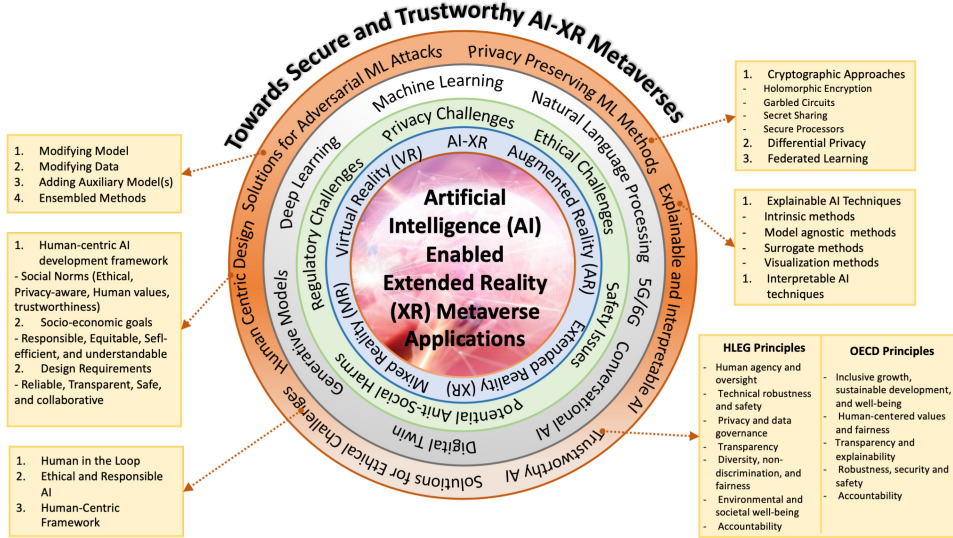 Towards Secure and Trustworthy AI-XR Metaverses
Solutions for Adversarial ML Attacks
Privacy Preserving ML Methods
Explainable and Interpretable AI
Trustworthy AI
Solutions for Ethical Challenges
Human Centric Design
Machine Learning
Natural Language Processing
5G/6G
Conversational AI
Digital Twin
Generative Models
Deep Learning
Privacy Challenges
Ethical Challenges
Safety Issues
Potential Anit-Social Harms
Regulatory Challenges
AI-XR
Augmented Reality (AR)
Extended Reality (XR)
Mixed Reality (MR)
Virtual Reality (VR)
Artificial
Intelligence (AI)
Enabled
Extended Reality
(XR) Metaverse
Applications
1. Modifying Model
2. Modifying Data
3. Adding Auxiliary Model(s)
4. Ensembled Methods
1. Human-centric AI
development framework
- Social Norms (Ethical,
Privacy-aware, Human values,
trustworthiness)
2. Socio-economic goals
- Responsible, Equitable, Sefl-
efficient, and understandable
2. Design Requirements
- Reliable, Transparent, Safe,
and collaborative
1. Human in the Loop
2. Ethical and Responsible
AI
3. Human-Centric
Framework
1. Cryptographic Approaches
- Holomorphic Encryption
- Garbled Circuits
- Secret Sharing
- Secure Processors
2. Differential Privacy
3. Federated Learning
1. Explainable AI Techniques
- Intrinsic methods
- Model agnostic methods
- Surrogate methods
- Visualization methods
1. Interpretable AI
techniques
HLEG Principles
- Human agency and
oversight
- Technical robustness
and safety
- Privacy and data
governance
- Transparency
- Diversity, non-
discrimination, and
fairness
- Environmental and
societal well-being
- Accountability
OECD Principles
- Inclusive growth,
sustainable development,
and well-being
- Human-centered values
and fairness
- Transparency and
explainability
- Robustness, security and
safety
- Accountability